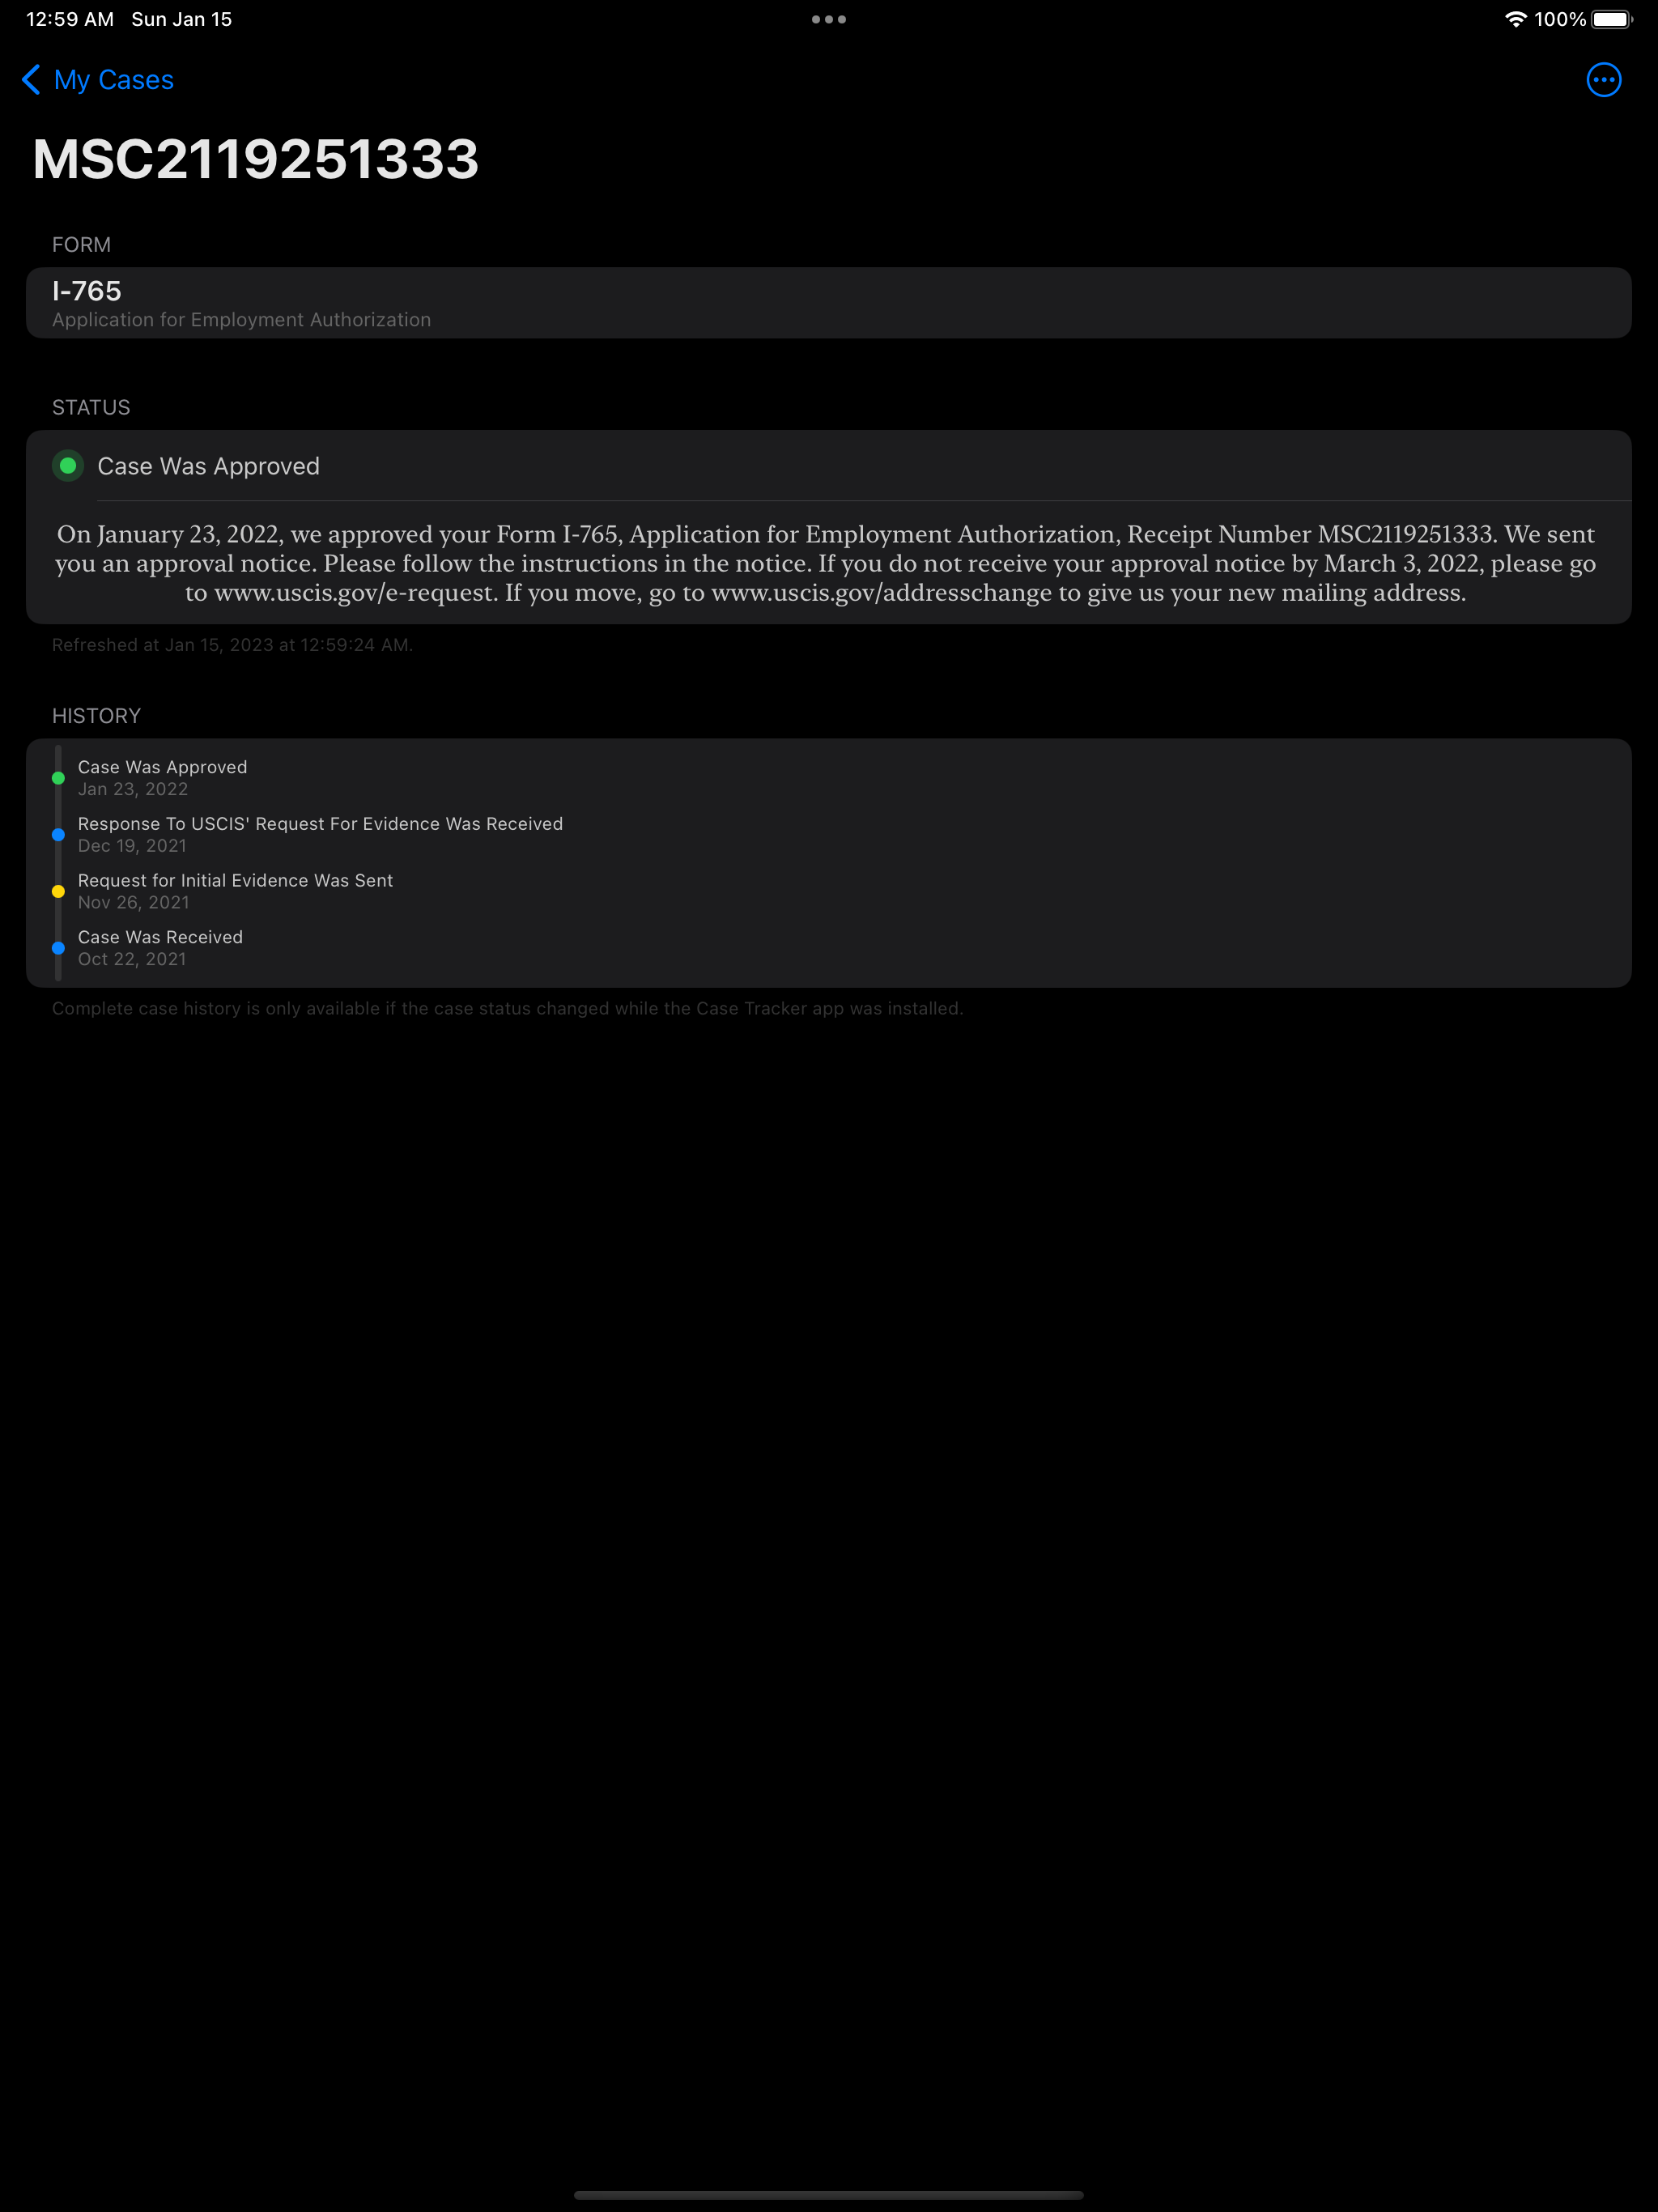 12:59 AM Sun Jan 15
100%
My Cases
MSC2119251333
FORM
I-765
Application for Employment Authorization
STATUS
Case Was Approved
On January 23, 2022, we approved your Form I-765, Application for Employment Authorization, Receipt Number MSC2119251333. We sent
you an approval notice. Please follow the instructions in the notice. If you do not receive your approval notice by March 3, 2022, please go
to www.uscis.gov/e-request. If you move, go to www.uscis.gov/addresschange to give us your new mailing address.
Refreshed at Jan 15, 2023 at 12:59:24 AM.
HISTORY
Case Was Approved
Jan 23, 2022
Response To USCIS' Request For Evidence Was Received
Dec 19, 2021
Request for Initial Evidence Was Sent
Nov 26, 2021
Case Was Received
Oct 22, 2021
Complete case history is only available if the case status changed while the Case Tracker app was installed.